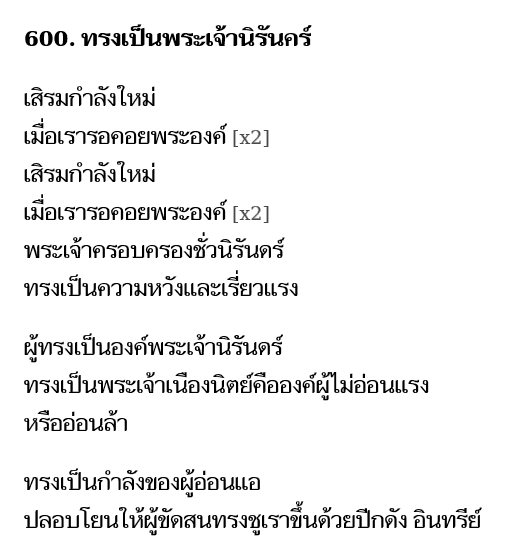 600. ทรงเป็นพระเจ้านิรันคร์
เสิรมกำลังใหม่
เมื่อเรารอคอยพระองค์ [x2]
เสิรมกำลังใหม่
เมื่อเรารอคอยพระองค์ [x2]
พระเจ้าครอบครองชั่วนิรันดร์
ทรงเป็นความหวังและเรี่ยวแรง
ผู้ทรงเป็นองค์พระเจ้านิรันดร์
ทรงเป็นพระเจ้าเนืองนิตย์คือองค์ผู้ไม่อ่อนแรง
หรืออ่อนล้า
ทรงเป็นกำลังของผู้อ่อนแอ
ปลอบโยนให้ผู้ขัดสนทรงชูเราขึ้นด้วยปีกดัง อินทรีย์